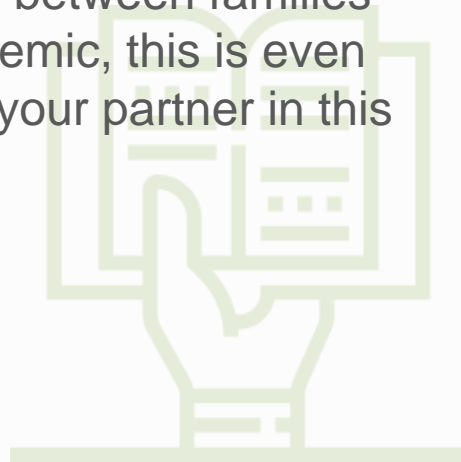 between families
emic, this is even
your partner in this